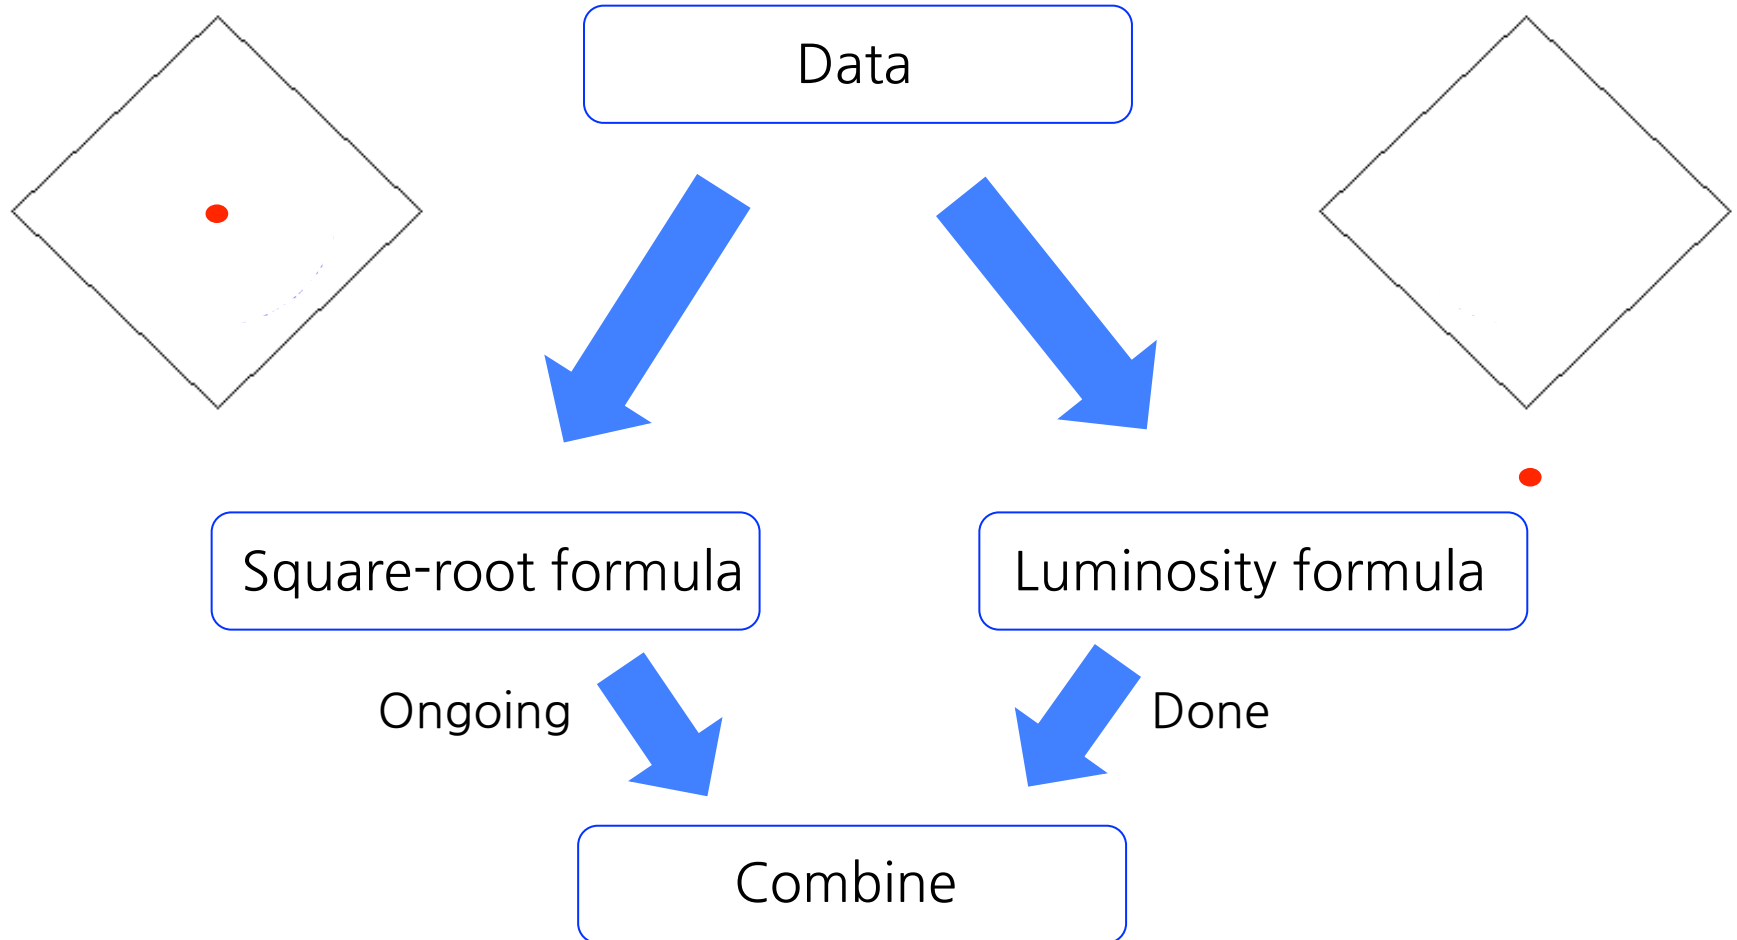 Data
Square-root formula
Luminosity formula
Ongoing
Done
Combine